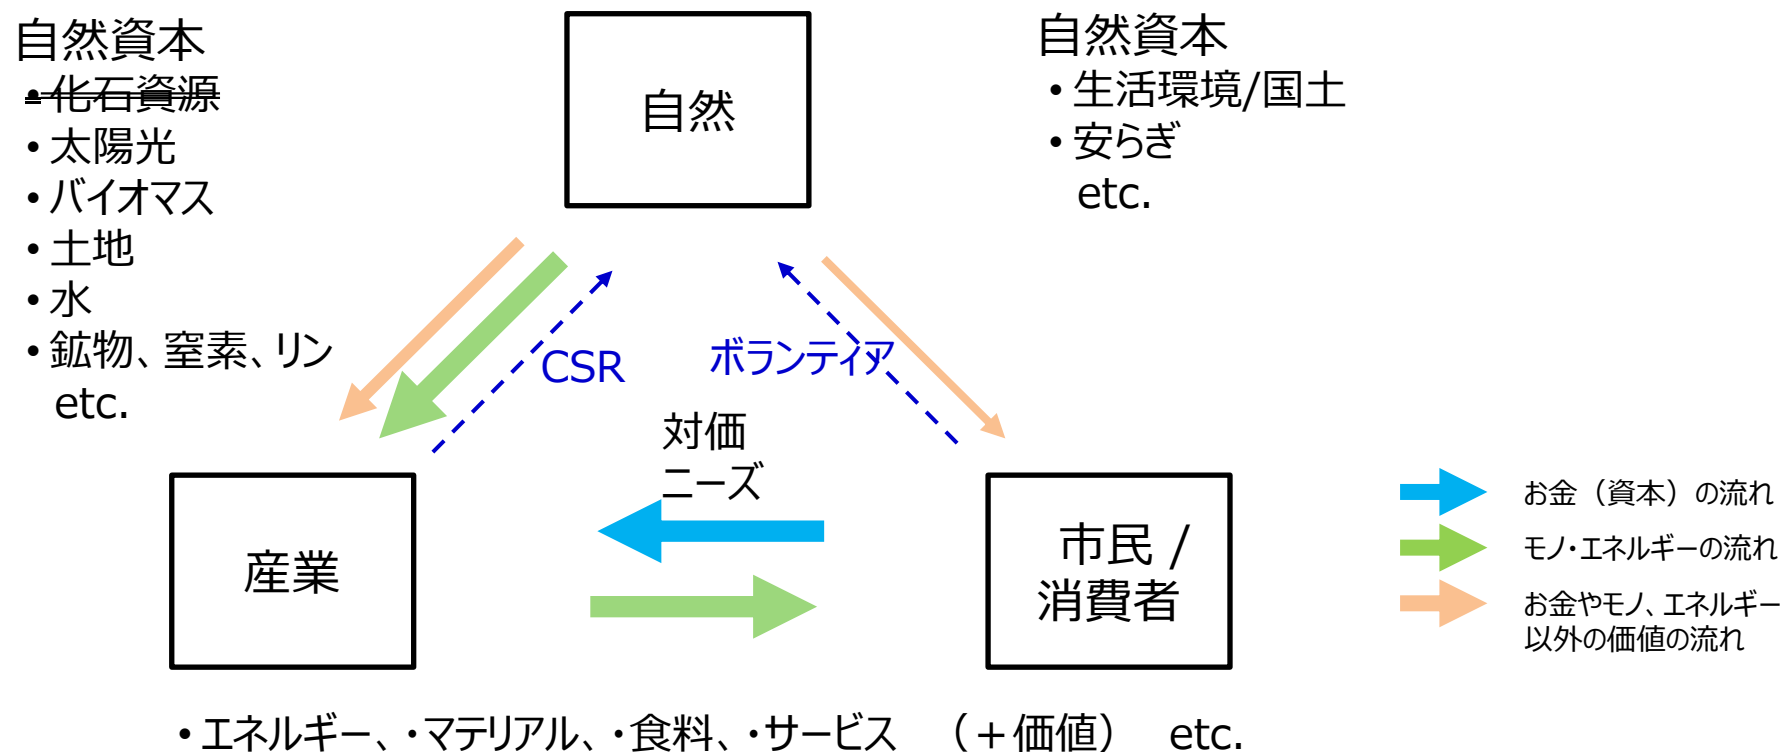 自然資本
•化石資源
•太陽光
•バイオマス
•土地
•水
•鉱物、窒素、リン
etc.
自然
自然資本
•生活環境/国土
•安らぎ
etc.
CSR
ボランティア
対価
ニーズ
産業
市民 /
消費者
お金（資本）の流れ
モノ・エネルギーの流れ
お金やモノ、エネルギー
以外の価値の流れ
•エネルギー、・マテリアル、・食料、・サービス （＋価値） etc.